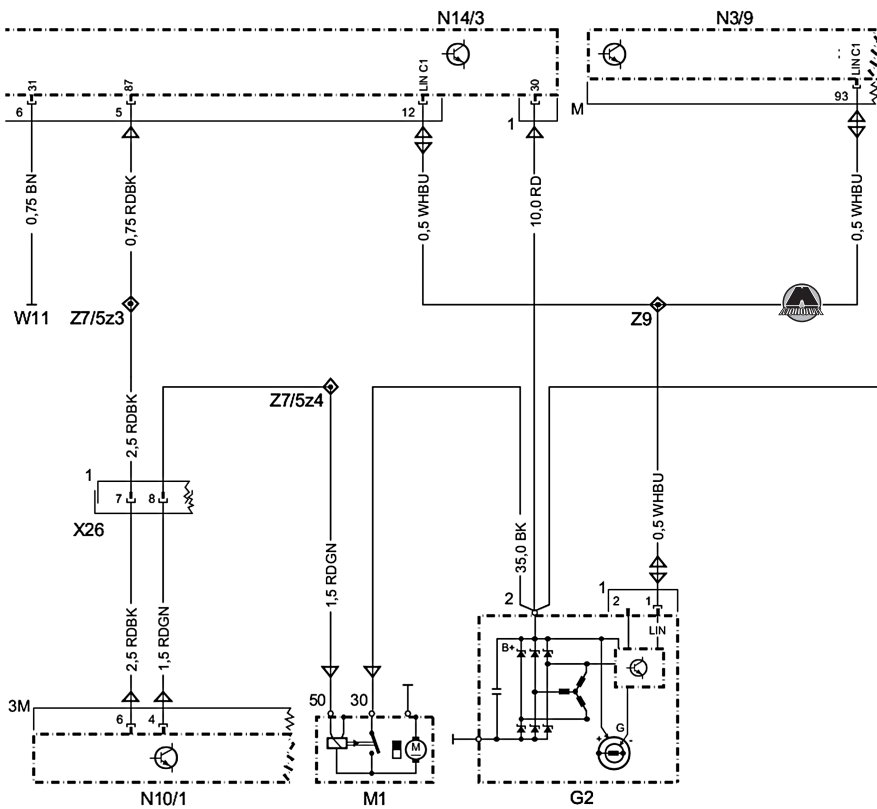 N14/3
N3/9
31
87
LIN C1
30
LIN C1
6
5
12
1
93
M
0,75 BN
0,75 RDBK
0,5 WHBU
10,0 RD
0,5 WHBU
W11
Z7/5z3
Z9
Z7/5z4
2,5 RDBK
1
7
8
X26
0,5 WHBU
35,0 BK
1,5 RDGN
2,5 RDBK
1,5 RDGN
2
1
2
1
LIN
B+
3M
6
4
50
30
M
G
+
-
N10/1
M1
G2